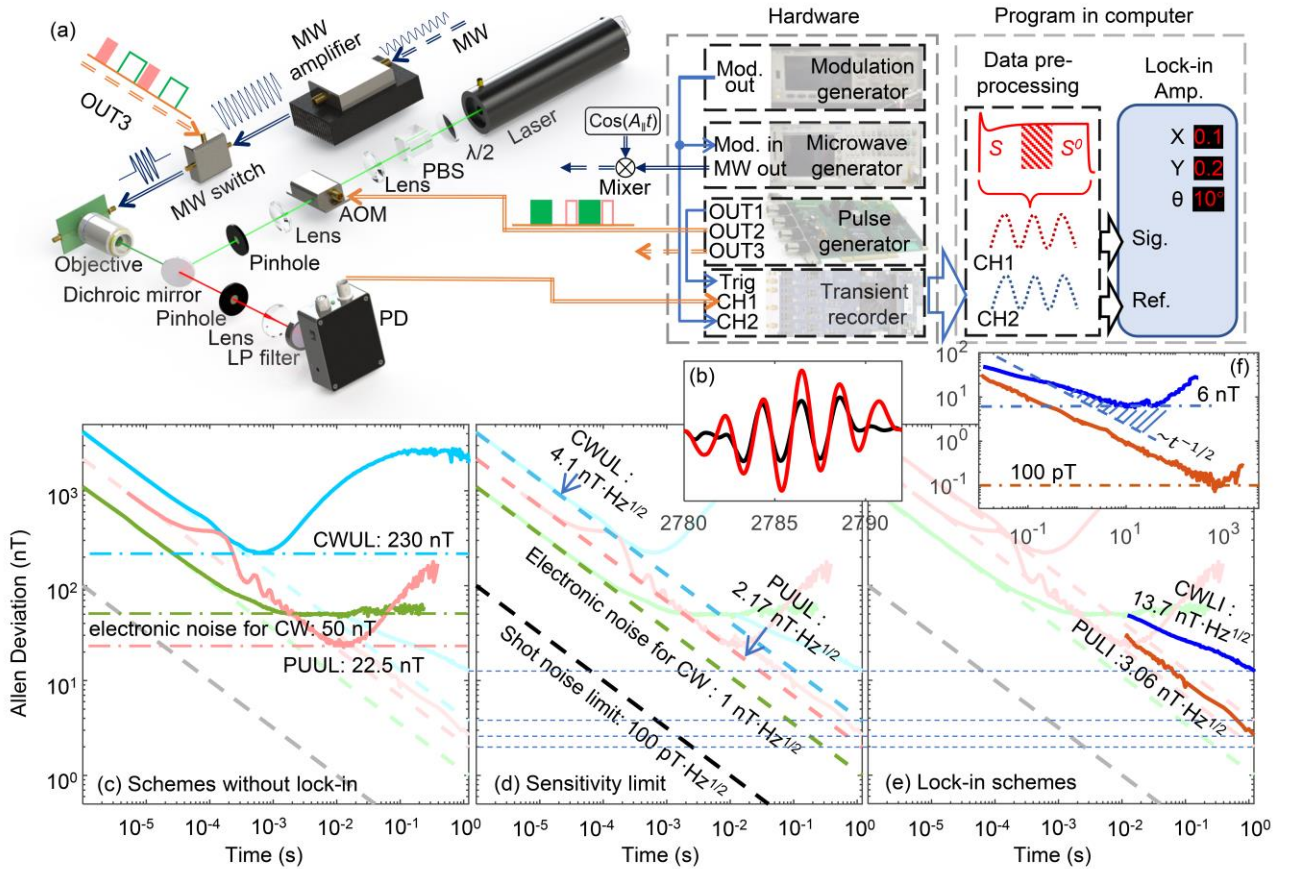 (a)
MW
amplifier
MW
OUT3
MW switch
Laser
λ/2
PBS
Lens
AOM
Lens
Pinhole
Objective
Dichroic mirror
Pinhole
Lens
LP filter
PD
Hardware
Mod.
out
Modulation
generator
Cos(A∥t)
Mixer
Mod. in
MW out
Microwave
generator
OUT1
OUT2
OUT3
Pulse
generator
Trig
CH1
CH2
Transient
recorder
Program in computer
Data pre-
processing
S
S⁰
CH1
CH2
Lock-in
Amp.
X 0.1
Y 0.2
θ 10°
Sig.
Ref.
(b)
2780 2785 2790
(f)
10²
10¹
10⁰
10⁻¹
6 nT
~t⁻¹ᐟ²
100 pT
10⁻¹ 10¹ 10³
Allen Deviation (nT)
10³
10²
10¹
10⁰
CWUL: 230 nT
electronic noise for CW: 50 nT
PUUL: 22.5 nT
(c) Schemes without lock-in
10⁻⁵ 10⁻⁴ 10⁻³ 10⁻² 10⁻¹ 10⁰
Time (s)
CWUL :
4.1 nT·Hz¹ᐟ²
PUUL :
2.17 nT·Hz¹ᐟ²
Electronic noise for CW : 1 nT·Hz¹ᐟ²
Shot noise limit: 100 pT·Hz¹ᐟ²
(d) Sensitivity limit
10⁻⁵ 10⁻⁴ 10⁻³ 10⁻² 10⁻¹ 10⁰
Time (s)
CWLI :
13.7 nT·Hz¹ᐟ²
PULI :3.06 nT·Hz¹ᐟ²
(e) Lock-in schemes
10⁻⁵ 10⁻⁴ 10⁻³ 10⁻² 10⁻¹ 10⁰
Time (s)